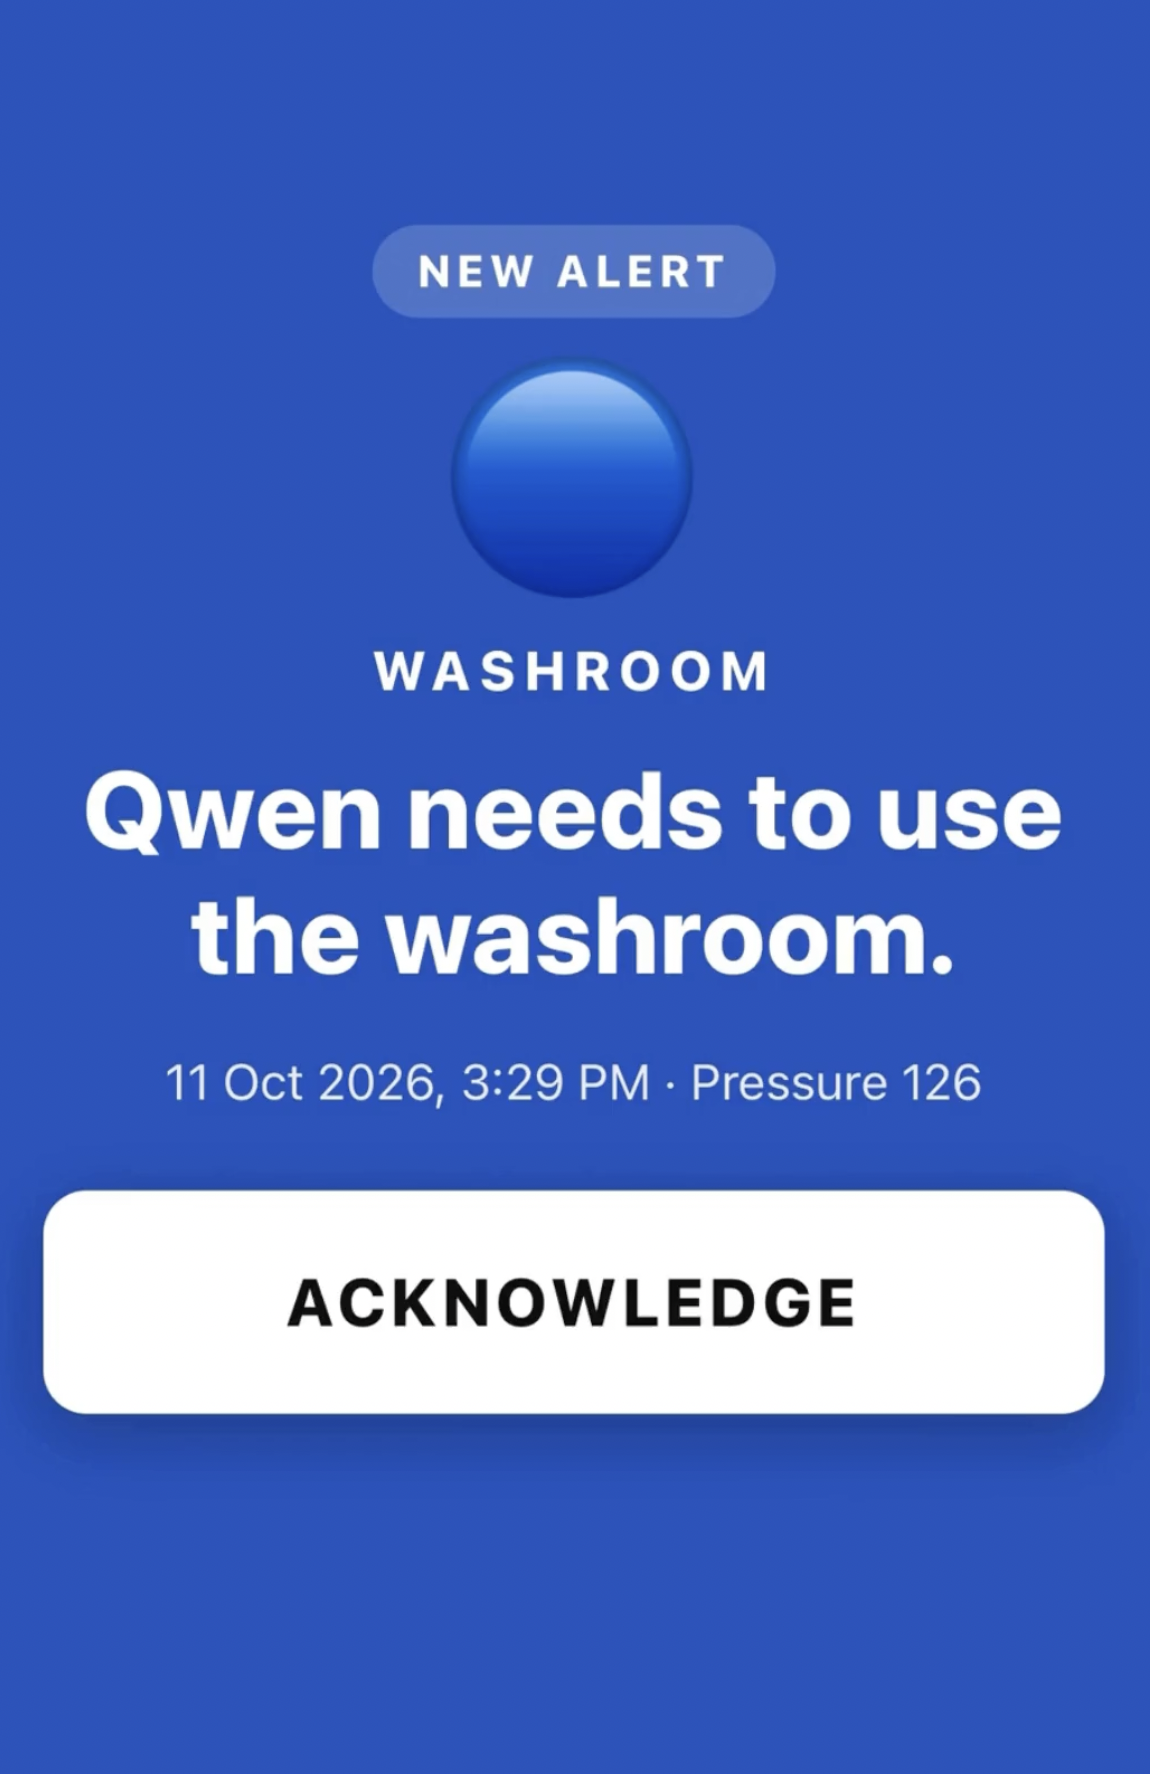 NEW ALERT
WASHROOM
Qwen needs to use
the washroom.
11 Oct 2026, 3:29 PM · Pressure 126
ACKNOWLEDGE